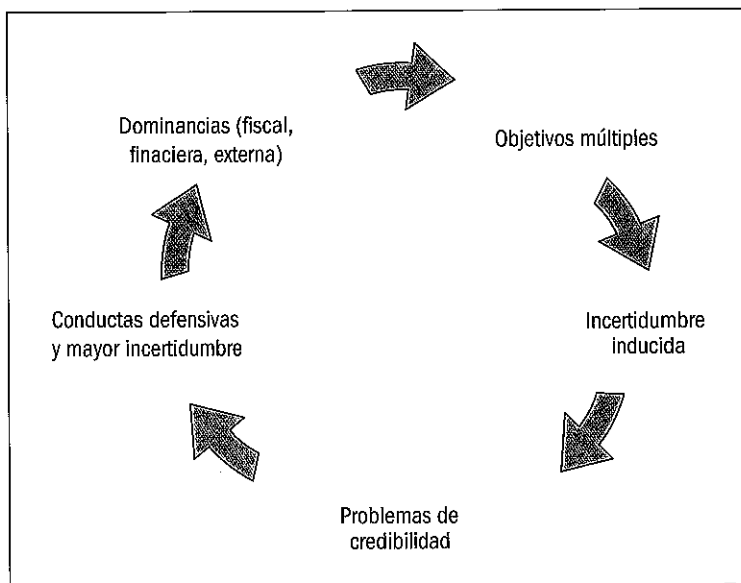 Dominancias (fiscal,
finaciera, externa)
Objetivos múltiples
Incertidumbre
inducida
Problemas de
credibilidad
Conductas defensivas
y mayor incertidumbre